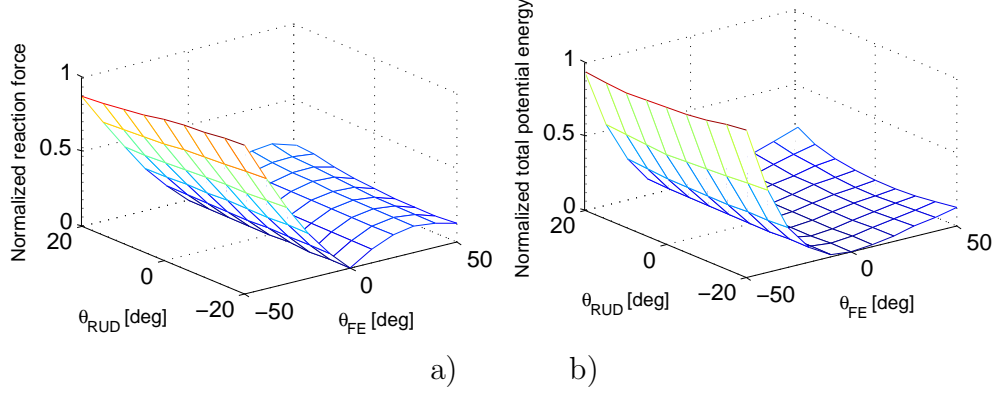 Normalized reaction force
1
0.5
0
20
0
−20
−50
0
50
θRUD [deg]
θFE [deg]
a)
Normalized total potential energy
1
0.5
0
20
0
−20
−50
0
50
θRUD [deg]
θFE [deg]
b)